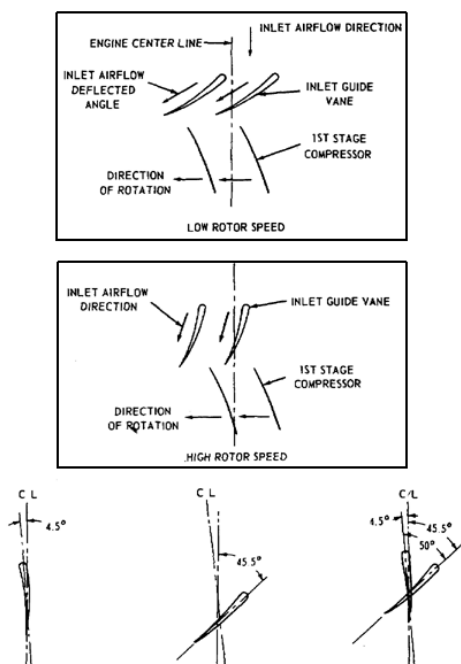 INLET AIRFLOW DIRECTION
ENGINE CENTER LINE
INLET AIRFLOW
DEFLECTED
ANGLE
INLET GUIDE
VANE
1ST STAGE
COMPRESSOR
DIRECTION
OF ROTATION
LOW ROTOR SPEED
INLET AIRFLOW
DIRECTION
INLET GUIDE VANE
1ST STAGE
COMPRESSOR
DIRECTION
OF ROTATION
HIGH ROTOR SPEED
C L
4.5°
C L
45.5°
C L
4.5°
45.5°
50°